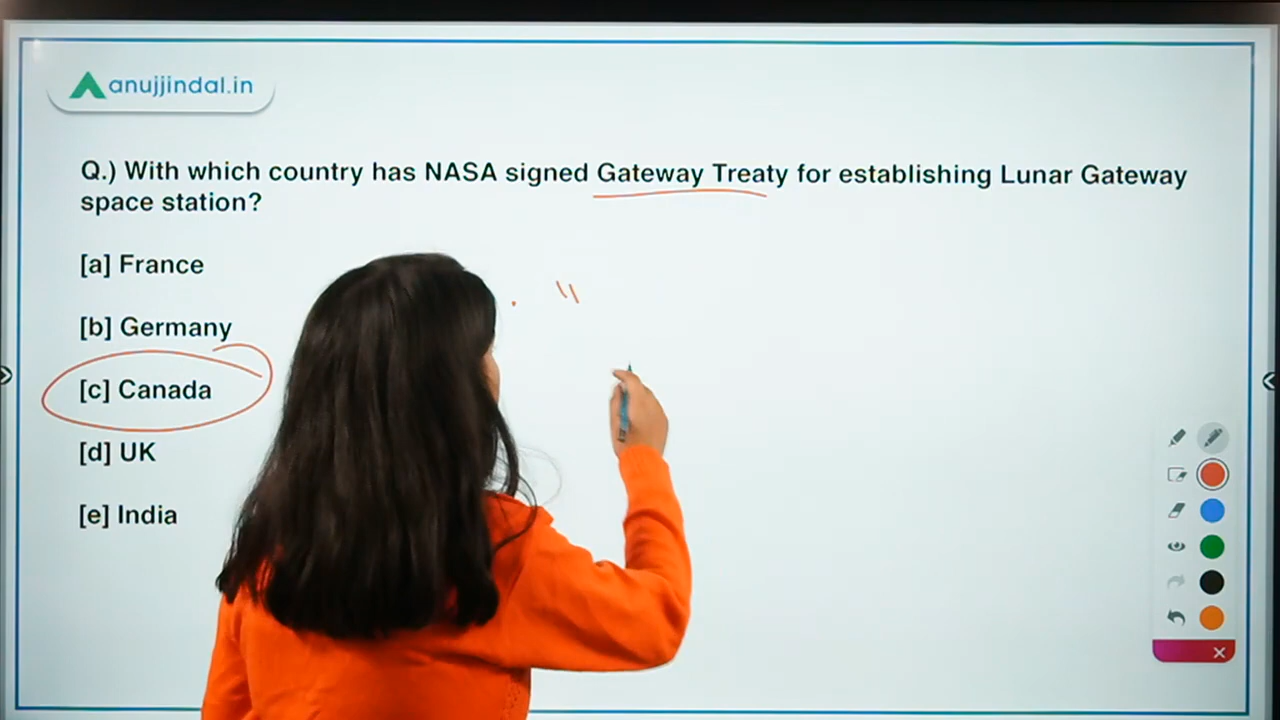 anujjindal.in
Q.) With which country has NASA signed Gateway Treaty for establishing Lunar Gateway
space station?
[a] France
[b] Germany
[c] Canada
[d] UK
[e] India